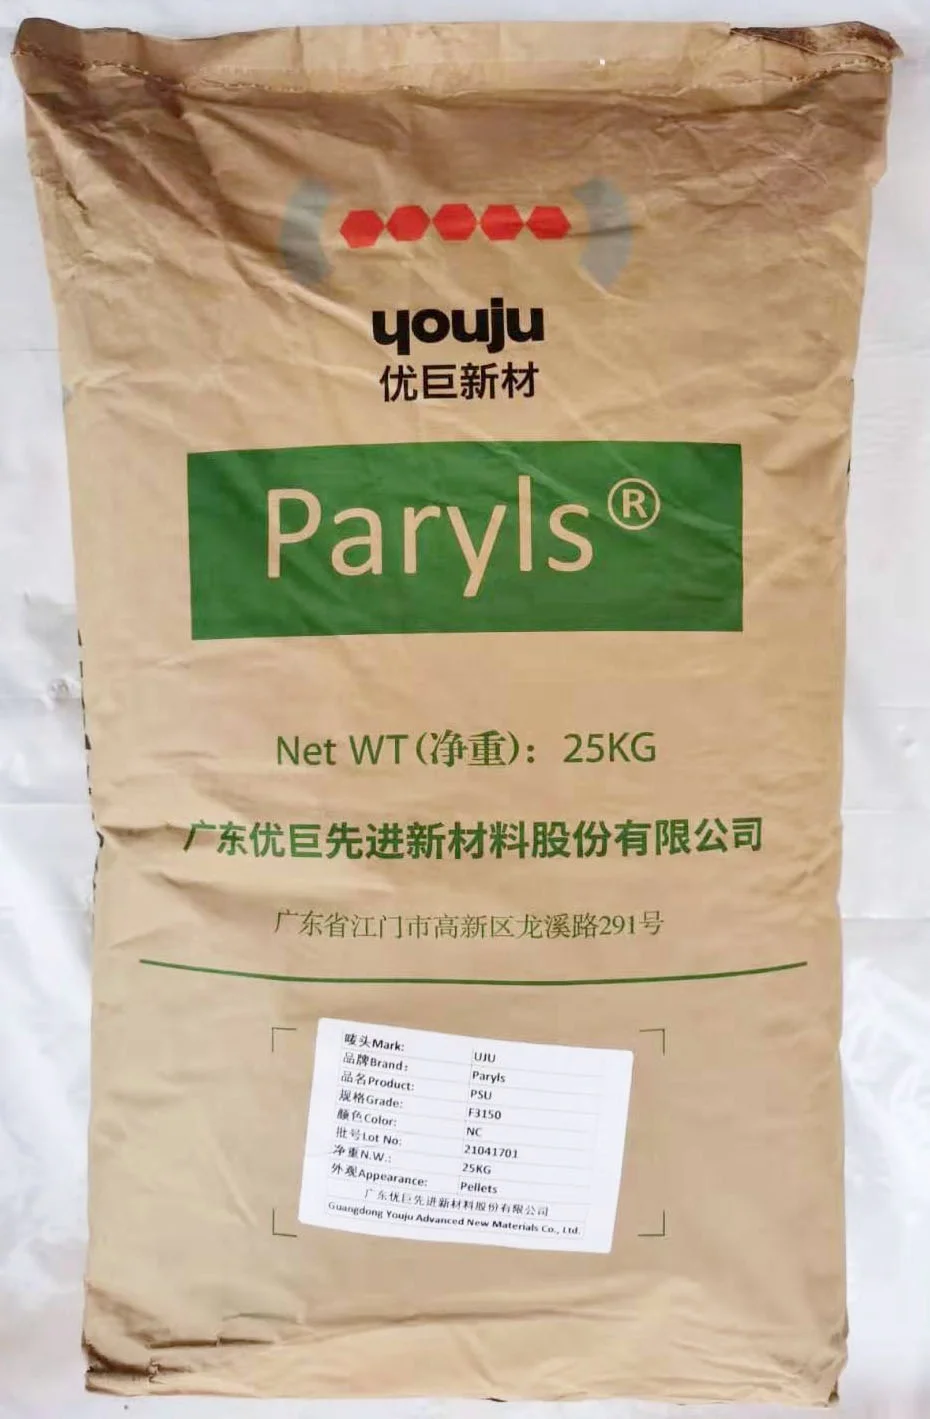 youju
优巨新材
Paryls®
Net WT(净重)：25KG
广东优巨先进新材料股份有限公司
广东省江门市高新区龙溪路291号
唛头Mark: UJU
品牌Brand: Paryls
品名Product: PSU
规格Grade: F3150
颜色Color: NC
批号Lot No: 21041701
净重N.W.: 25KG
外观Appearance: Pellets
广东优巨先进新材料股份有限公司
Guangdong Youju Advanced New Materials Co., Ltd.